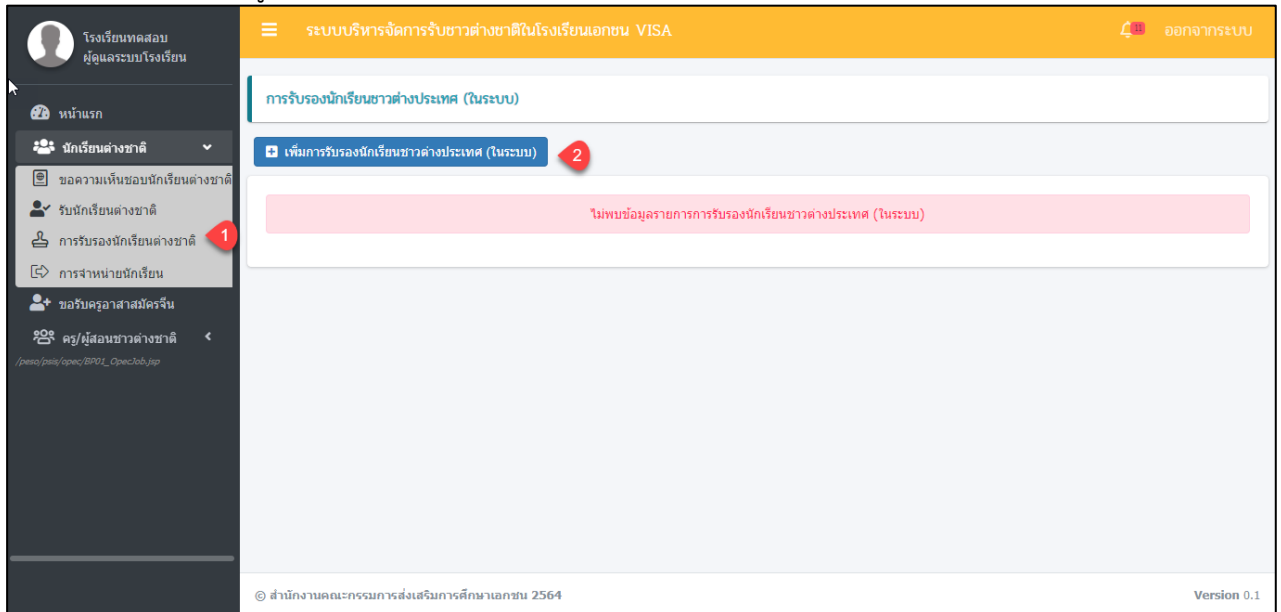 โรงเรียนทดสอบ
ผู้ดูแลระบบโรงเรียน
ระบบบริหารจัดการรับชาวต่างชาติในโรงเรียนเอกชน VISA
11
ออกจากระบบ
หน้าแรก
นักเรียนต่างชาติ
ขอความเห็นชอบนักเรียนต่างชาติ
รับนักเรียนต่างชาติ
การรับรองนักเรียนต่างชาติ
1
การจำหน่ายนักเรียน
ขอรับครูอาสาสมัครจีน
ครู/ผู้สอนชาวต่างชาติ
/peso/psis/opec/BP01_OpecJob.jsp
การรับรองนักเรียนชาวต่างประเทศ (ในระบบ)
เพิ่มการรับรองนักเรียนชาวต่างประเทศ (ในระบบ)
2
ไม่พบข้อมูลรายการการรับรองนักเรียนชาวต่างประเทศ (ในระบบ)
© สำนักงานคณะกรรมการส่งเสริมการศึกษาเอกชน 2564
Version 0.1